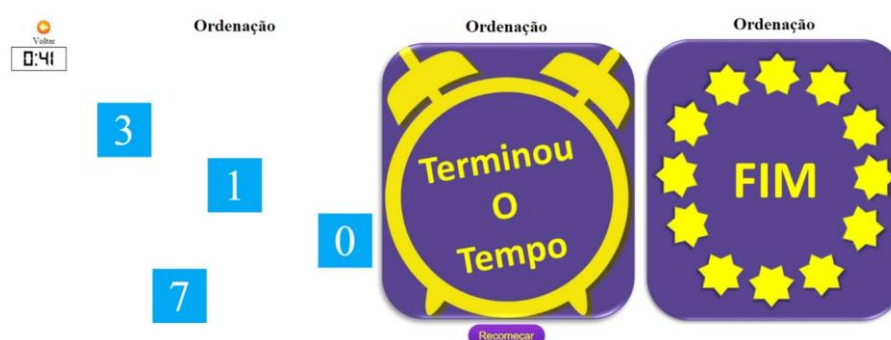 Voltar
0:41
Ordenação
3
1
0
7
Ordenação
Terminou
O
Tempo
Recomeçar
Ordenação
FIM